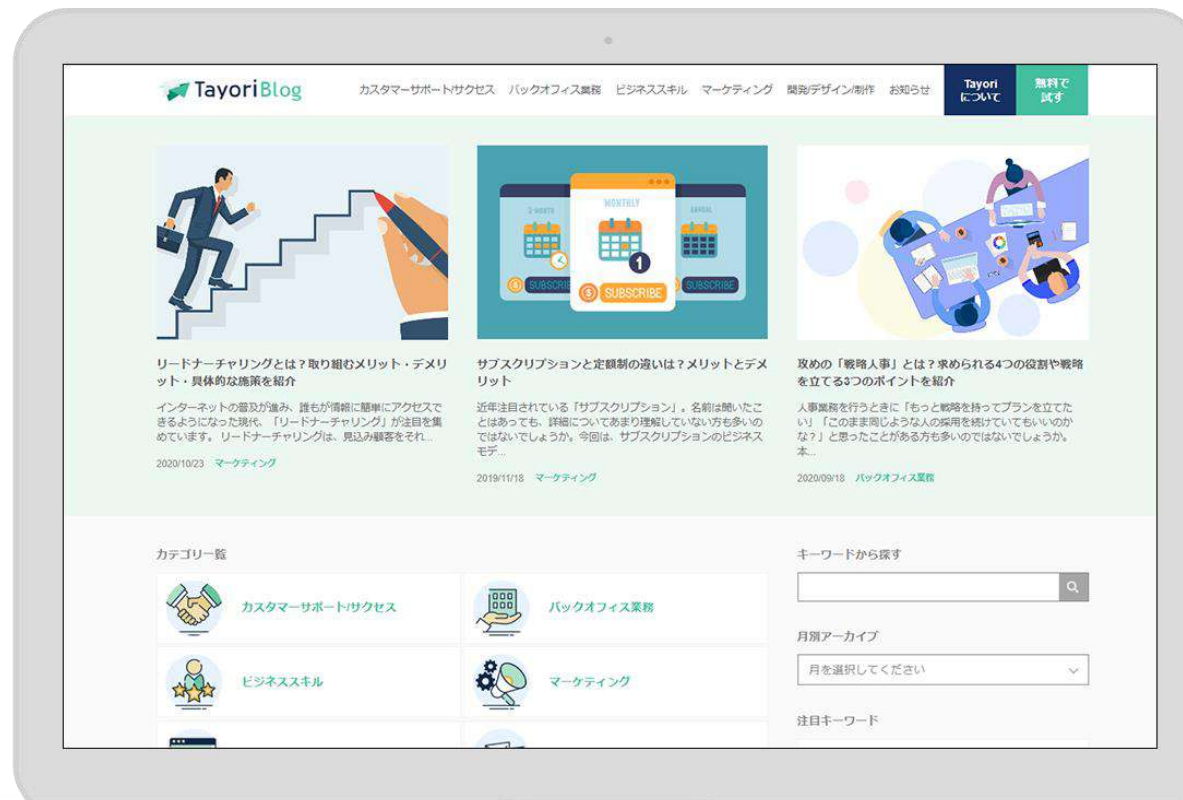 TayoriBlog
カスタマーサポート/サクセス バックオフィス業務 ビジネススキル マーケティング 開発/デザイン/制作 お知らせ
Tayori
について
無料で
試す
3-MONTH
MONTHLY
ANNUAL
1
SUBSCRIBE
SUBSCRIBE
SUBSCRIBE
リードナーチャリングとは？取り組むメリット・デメリ
ット・具体的な施策を紹介
インターネットの普及が進み、誰もが情報に簡単にアクセスで
きるようになった現代、「リードナーチャリング」が注目を集
めています。 リードナーチャリングは、見込み顧客をそれ...
2020/10/23 マーケティング
サブスクリプションと定額制の違いは？メリットとデメ
リット
近年注目されている「サブスクリプション」。名前は聞いたこ
とはあっても、詳細についてあまり理解していない方も多いの
ではないでしょうか。今回は、サブスクリプションのビジネス
モデ...
2019/11/18 マーケティング
攻めの「戦略人事」とは？求められる4つの役割や戦略
を立てる3つのポイントを紹介
人事業務を行うときに「もっと戦略を持ってプランを立てた
い」「このまま同じような人の採用を続けていてもいいのか
な？」と思ったことがある方も多いのではないでしょうか。
本...
2020/09/18 バックオフィス業務
カテゴリ一覧
カスタマーサポート/サクセス
バックオフィス業務
ビジネススキル
マーケティング
キーワードから探す
月別アーカイブ
月を選択してください
注目キーワード